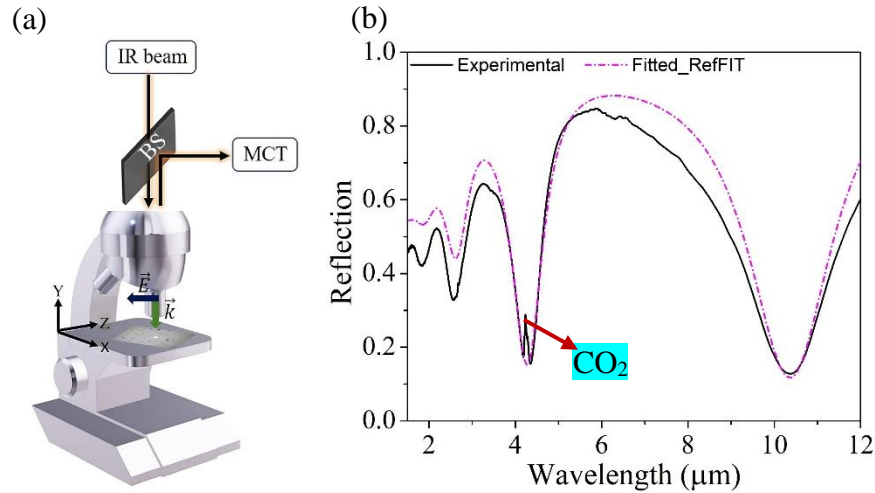 (a)
IR beam
BS
MCT
E
k
Y
Z
X
(b)
Experimental
Fitted_RefFIT
1.0
0.8
0.6
0.4
0.2
0.0
Reflection
CO₂
2 4 6 8 10 12
Wavelength (μm)